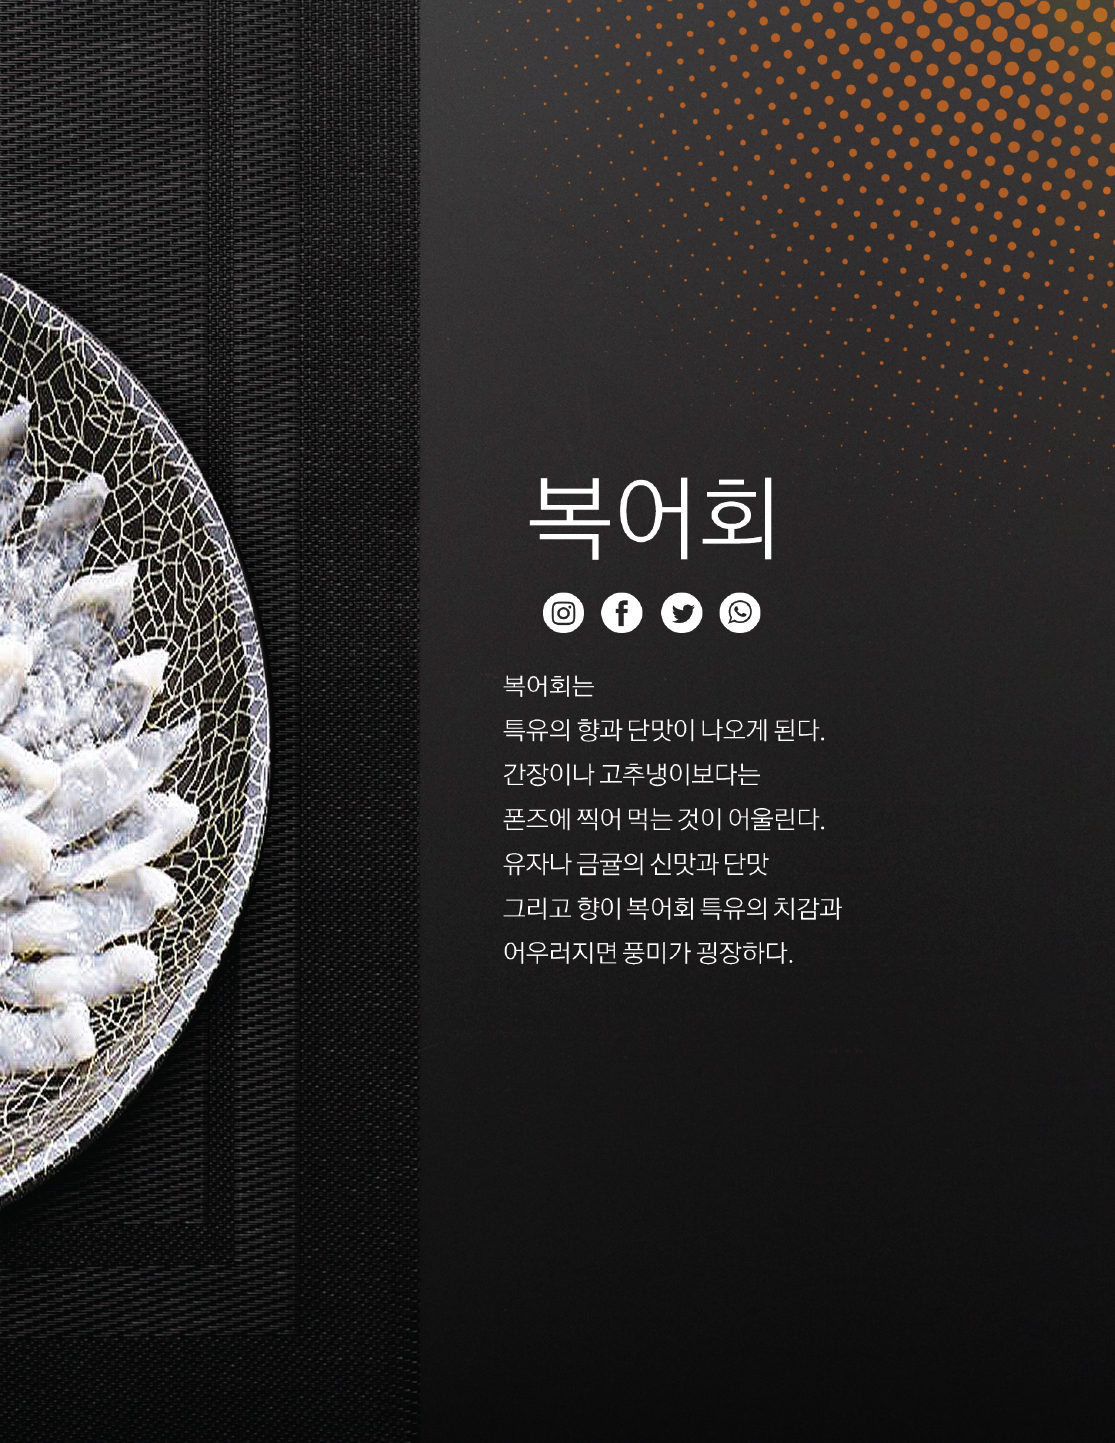 복어회
복어회는
특유의 향과 단맛이 나오게 된다.
간장이나 고추냉이보다는
폰즈에 찍어 먹는 것이 어울린다.
유자나 금귤의 신맛과 단맛
그리고 향이 복어회 특유의 치감과
어우러지면 풍미가 굉장하다.